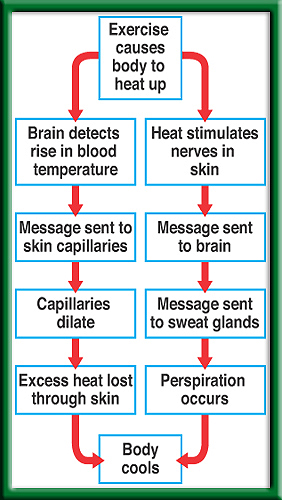 Exercise
causes
body to
heat up
Brain detects
rise in blood
temperature
Heat stimulates
nerves in
skin
Message sent to
skin capillaries
Message sent
to brain
Capillaries
dilate
Message sent
to sweat glands
Excess heat lost
through skin
Perspiration
occurs
Body
cools